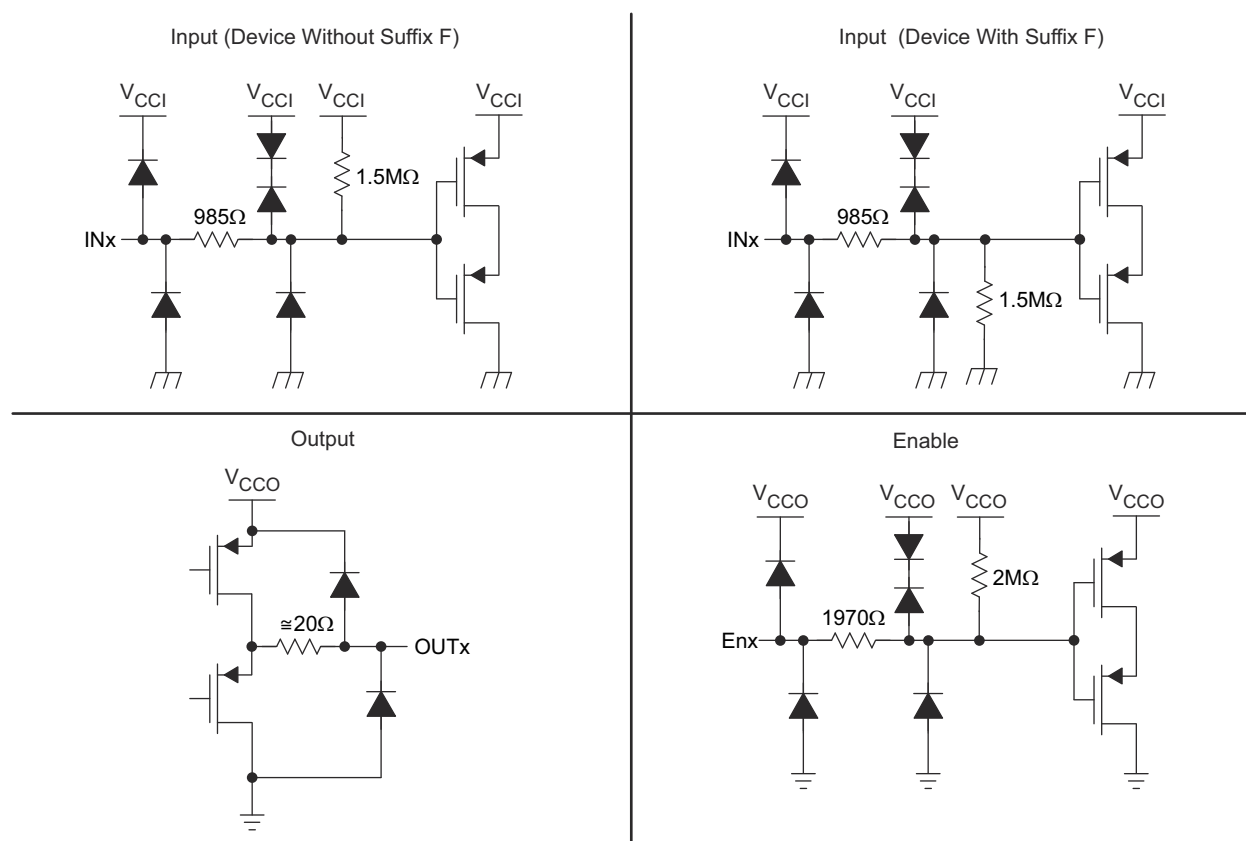 Input (Device Without Suffix F)
V_CCI V_CCI V_CCI V_CCI
1.5MΩ
985Ω
INx
Input (Device With Suffix F)
V_CCI V_CCI V_CCI
985Ω
INx
1.5MΩ
Output
V_CCO
≅20Ω
OUTx
Enable
V_CCO V_CCO V_CCO V_CCO
2MΩ
1970Ω
Enx